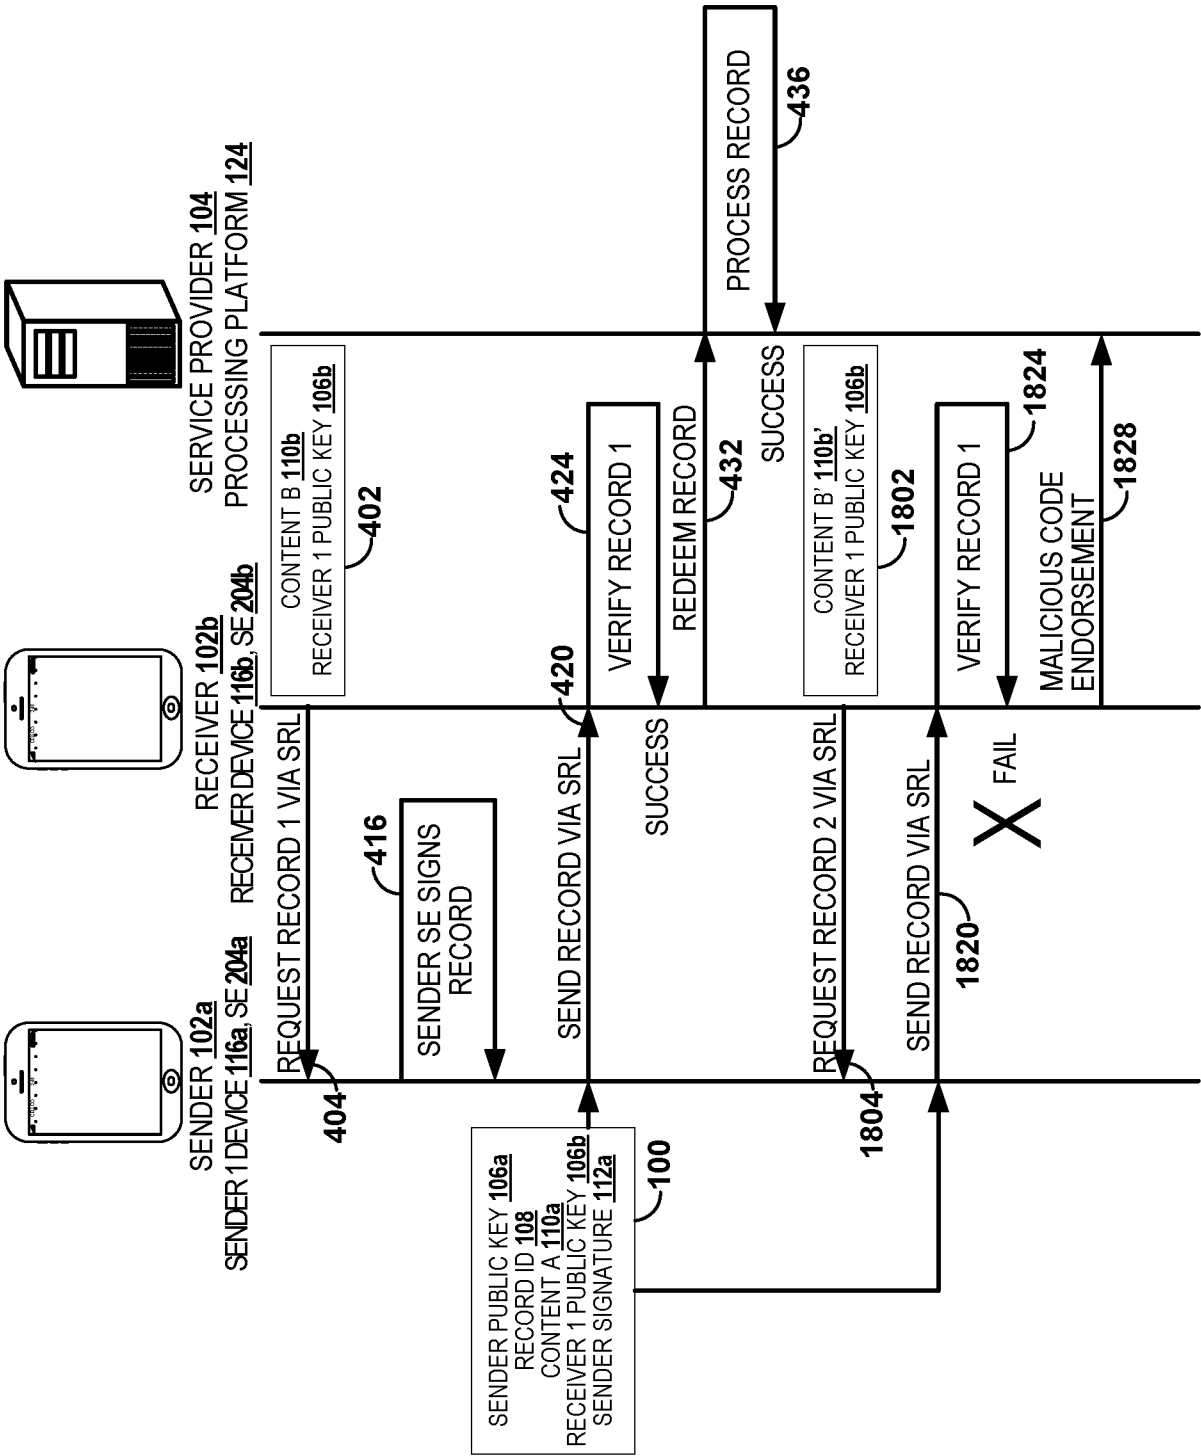 SENDER 102a
SENDER 1 DEVICE 116a, SE 204a
RECEIVER 102b
RECEIVER DEVICE 116b, SE 204b
SERVICE PROVIDER 104
PROCESSING PLATFORM 124
CONTENT B 110b
RECEIVER 1 PUBLIC KEY 106b
402
REQUEST RECORD 1 VIA SRL
404
416
SENDER SE SIGNS
RECORD
SENDER PUBLIC KEY 106a
RECORD ID 108
CONTENT A 110a
RECEIVER 1 PUBLIC KEY 106b
SENDER SIGNATURE 112a
100
SEND RECORD VIA SRL
420
424
VERIFY RECORD 1
SUCCESS
REDEEM RECORD
432
PROCESS RECORD
436
SUCCESS
CONTENT B' 110b'
RECEIVER 1 PUBLIC KEY 106b
1802
REQUEST RECORD 2 VIA SRL
1804
SEND RECORD VIA SRL
1820
VERIFY RECORD 1
1824
X FAIL
MALICIOUS CODE
ENDORSEMENT
1828